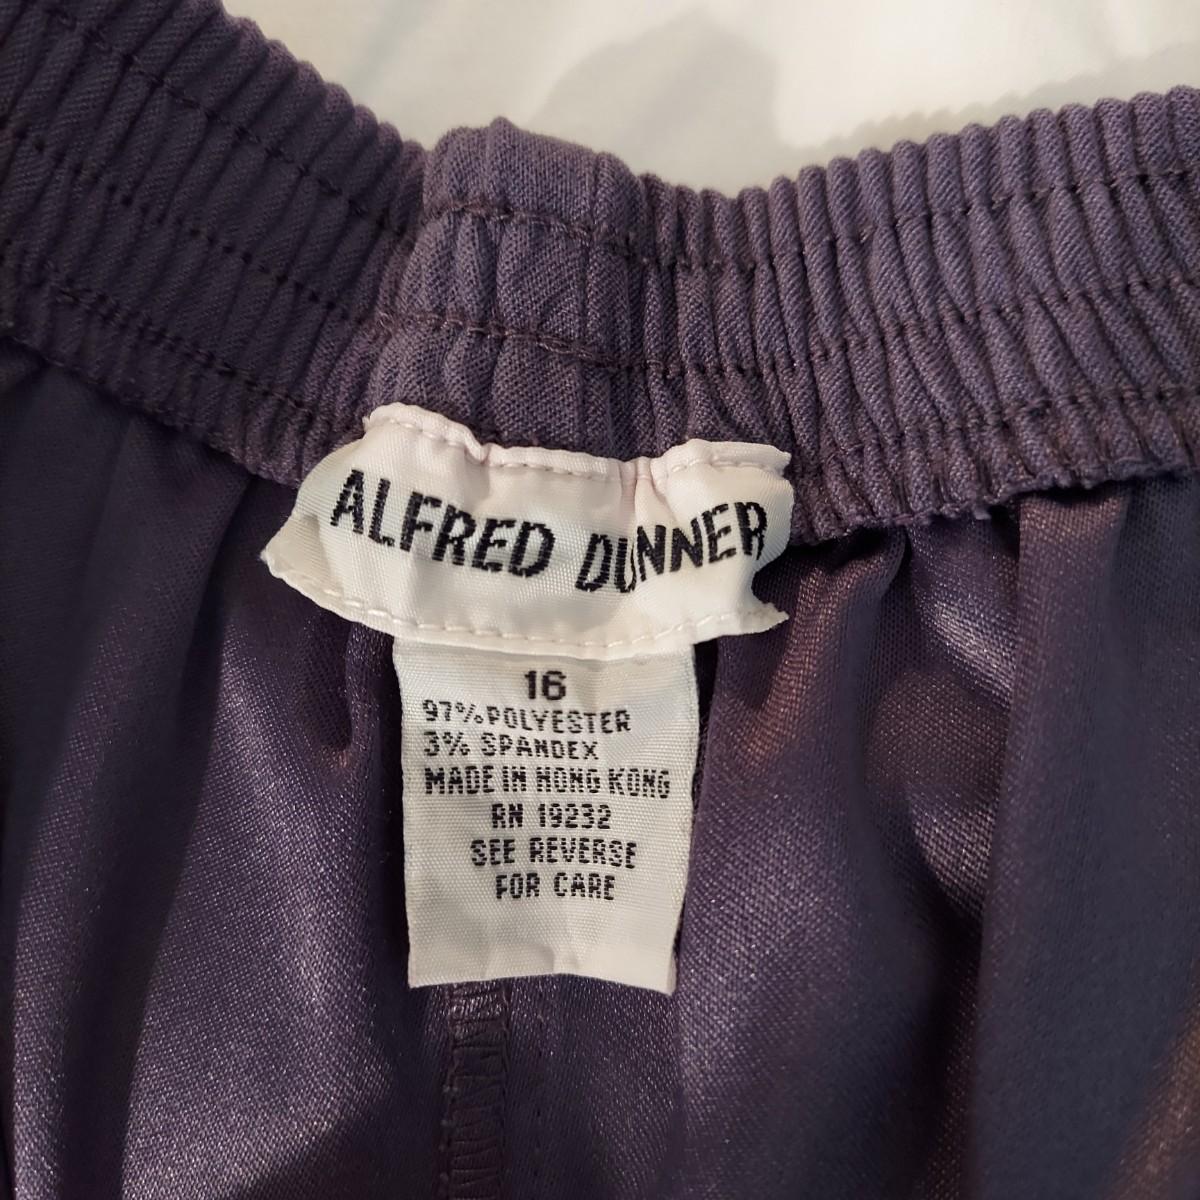 ALFRED DUNNER
16
97% POLYESTER
3% SPANDEX
MADE IN HONG KONG
RN 19232
SEE REVERSE
FOR CARE